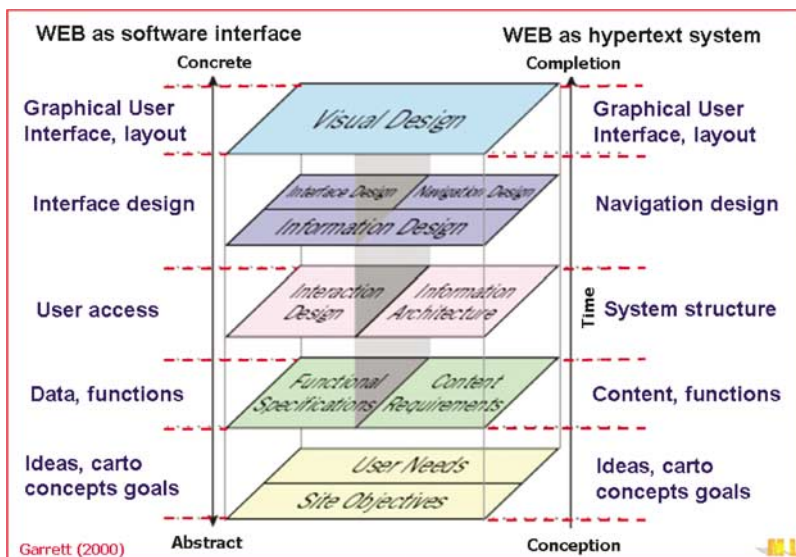 WEB as software interface
WEB as hypertext system
Concrete
Completion
Graphical User
Interface, layout
Visual Design
Graphical User
Interface, layout
Interface design
Interface Design
Navigation Design
Information Design
Navigation design
User access
Interaction
Design
Information
Architecture
Time
System structure
Data, functions
Functional
Specifications
Content
Requirements
Content, functions
Ideas, carto
concepts goals
User Needs
Site Objectives
Ideas, carto
concepts goals
Garrett (2000)
Abstract
Conception